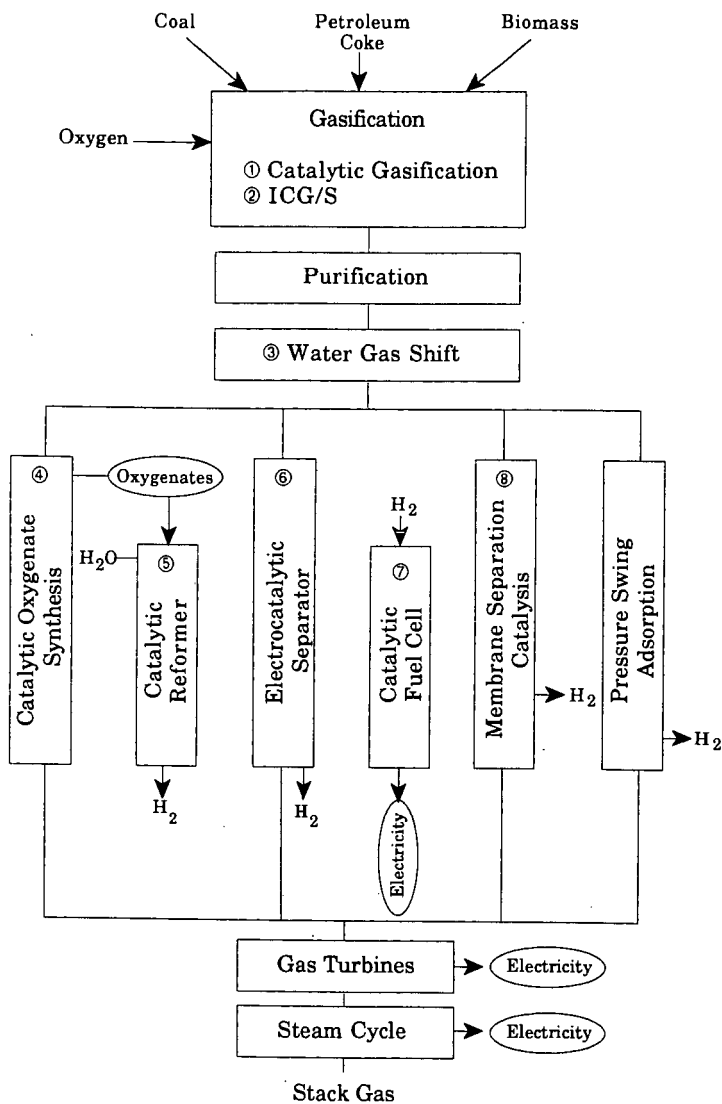 Coal
Petroleum
Coke
Biomass
Oxygen
Gasification
① Catalytic Gasification
② ICG/S
Purification
③ Water Gas Shift
④
Catalytic Oxygenate
Synthesis
Oxygenates
H₂O
⑤
Catalytic
Reformer
H₂
⑥
Electrocatalytic
Separator
H₂
H₂
⑦
Catalytic
Fuel Cell
Electricity
⑧
Membrane Separation
Catalysis
H₂
Pressure Swing
Adsorption
H₂
Gas Turbines
Electricity
Steam Cycle
Electricity
Stack Gas